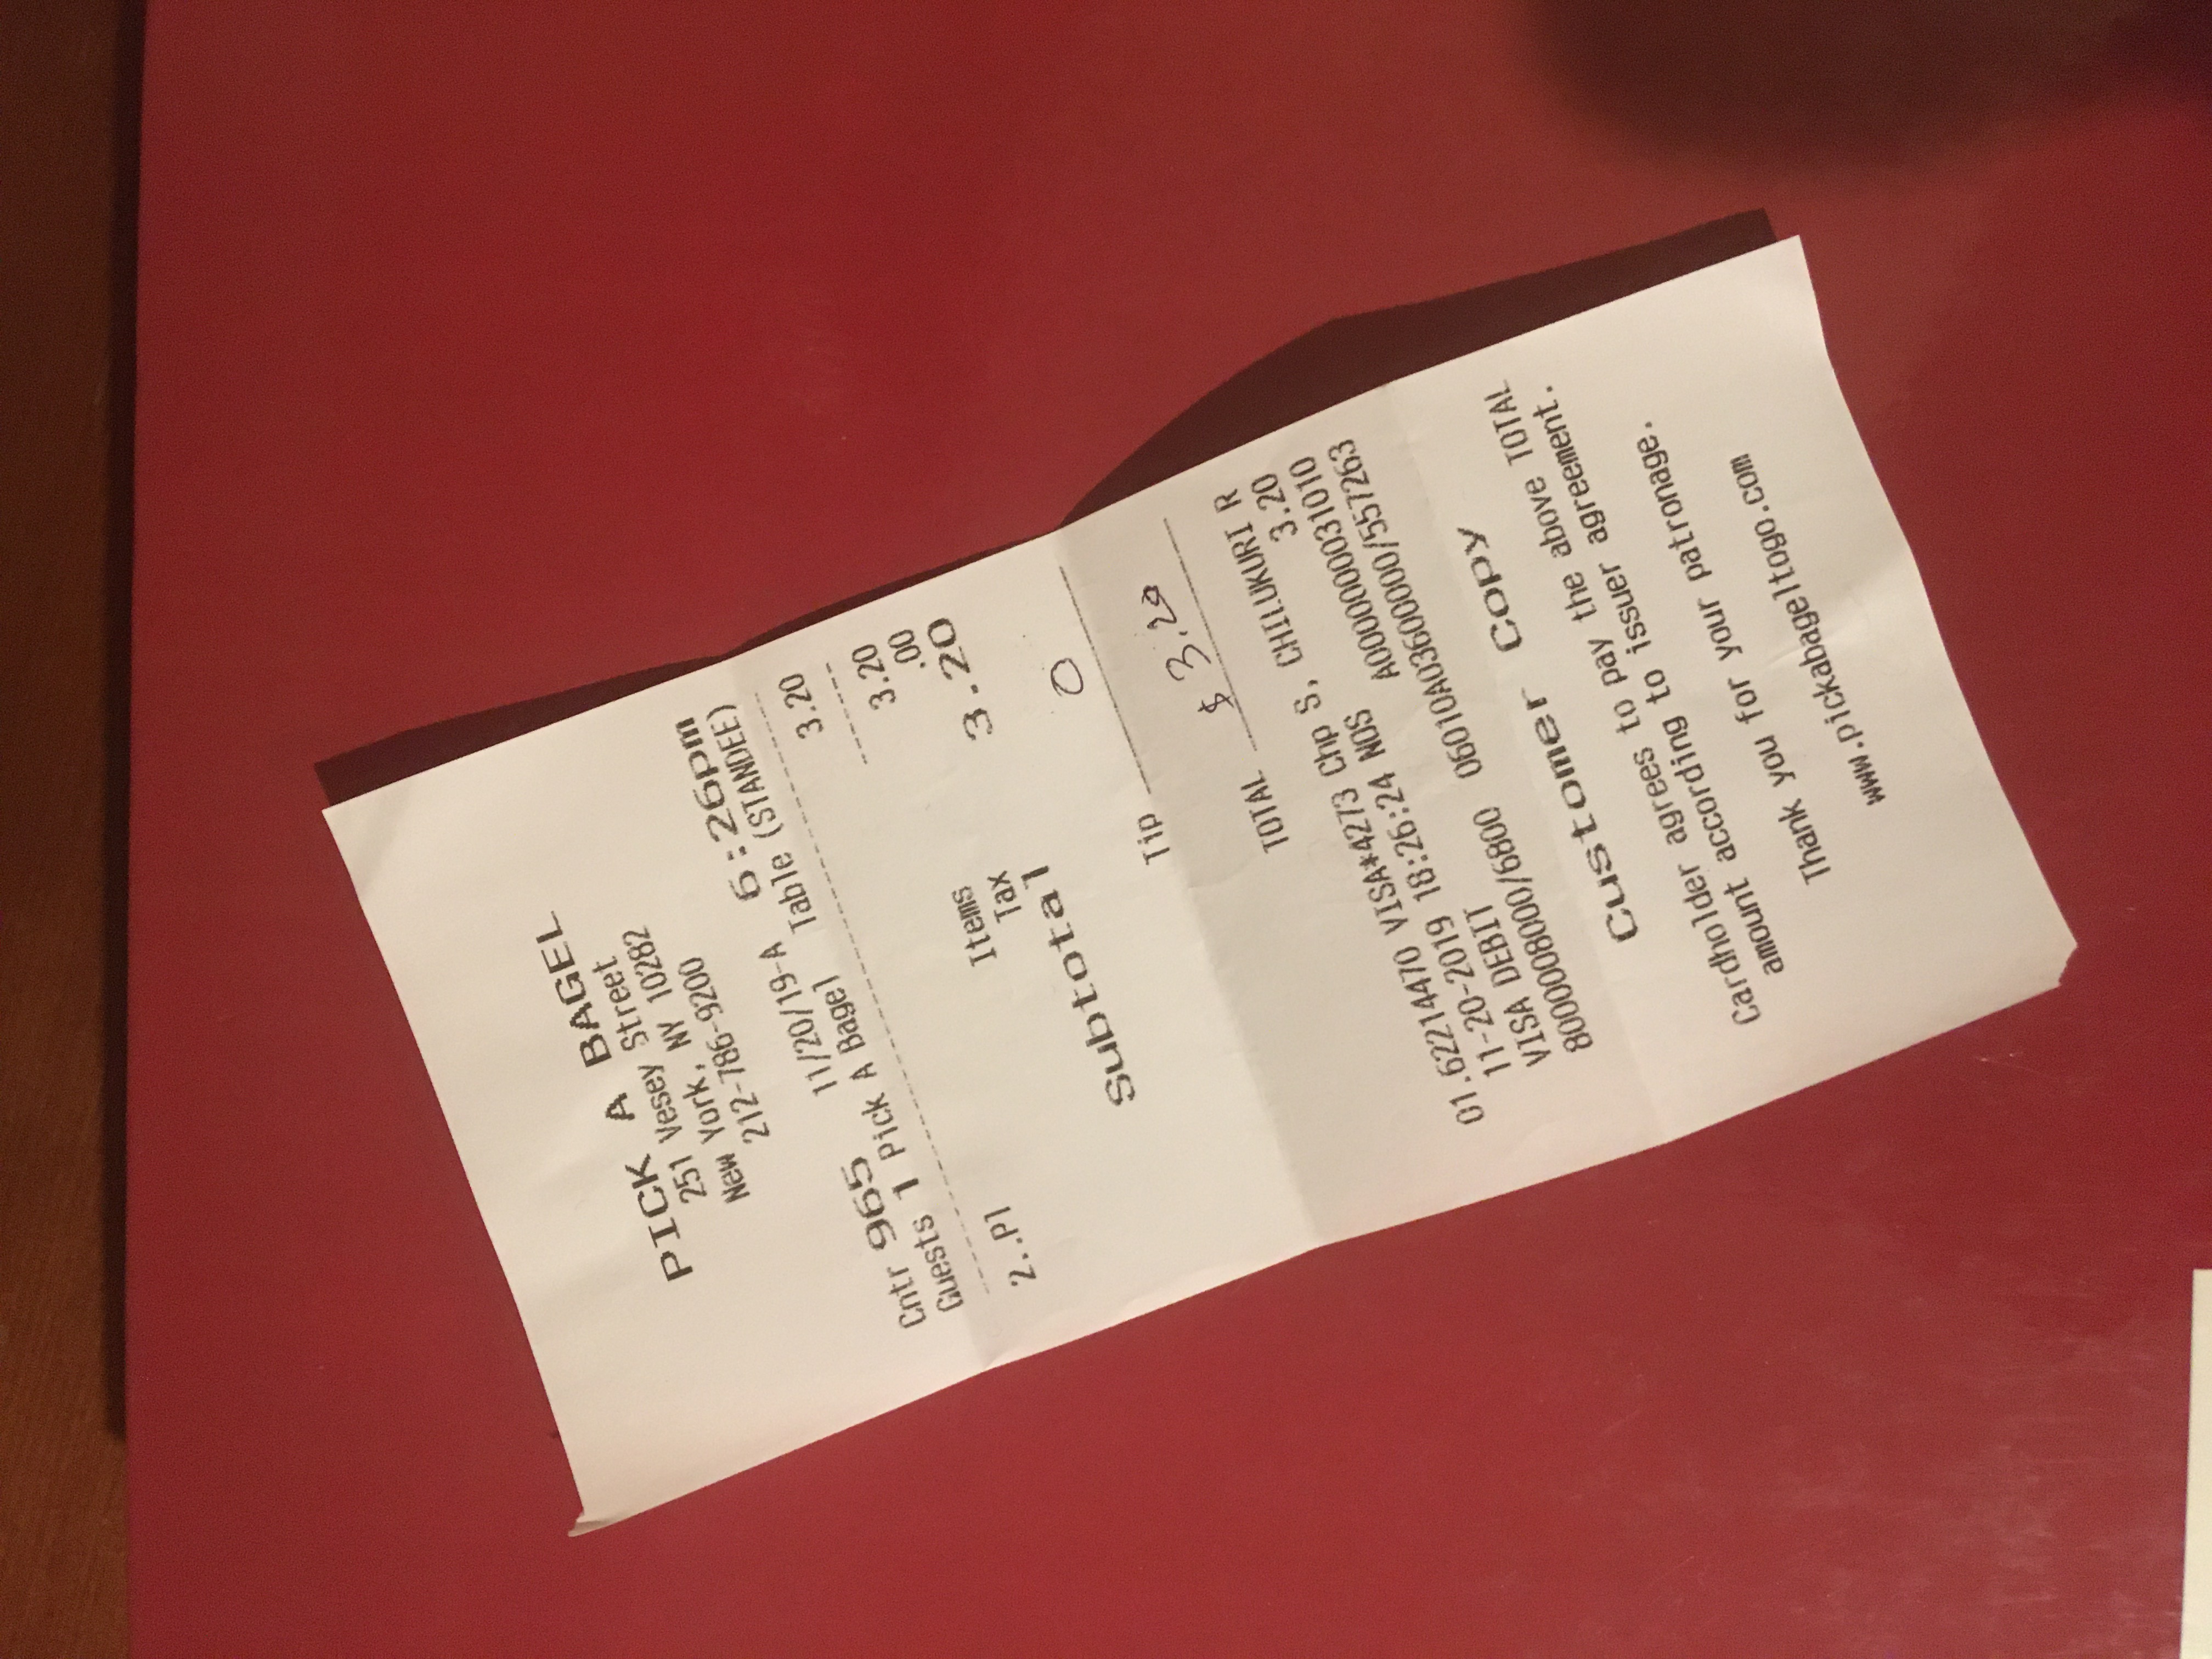 PICK A BAGEL
251 Vesey Street
New York, NY 10282
212-786-9200
Cntr 965 11/20/19-A 6:26pm
Guests 1 Pick A Bagel Table (STANDEE)
2..Pl 3.20
Items 3.20
Tax .00
Subtotal 3.20
Tip 0
TOTAL $ 3.20
01.62214470 VISA*4273 Chp S, CHILUKURI R
11-20-2019 18:26:24 NOS 3.20
VISA DEBIT A0000000031010
8000008000/6800 06010A03600000/557263
Customer Copy
Cardholder agrees to pay the above TOTAL
amount according to issuer agreement.
Thank you for your patronage.
www.pickabageltogo.com